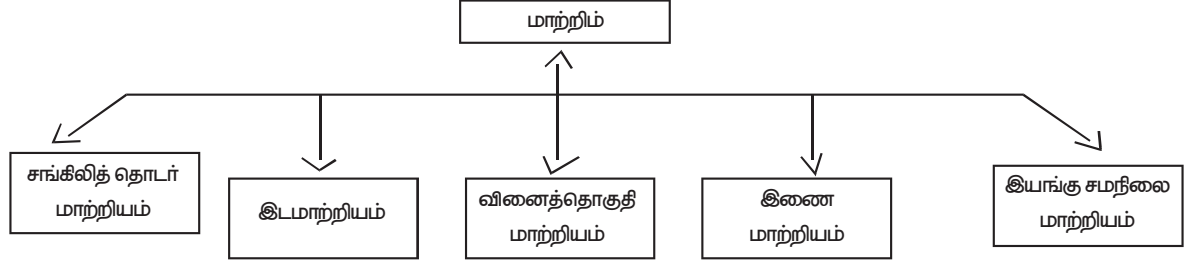 மாற்றிம்
சங்கிலித் தொடர்
மாற்றியம்
இடமாற்றியம்
வினைத்தொகுதி
மாற்றியம்
இணை
மாற்றியம்
இயங்கு சமநிலை
மாற்றியம்